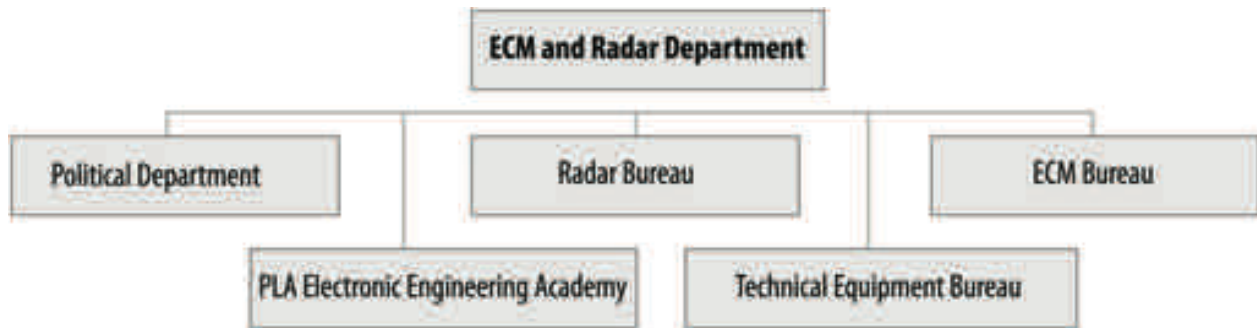 ECM and Radar Department
Political Department
Radar Bureau
ECM Bureau
PLA Electronic Engineering Academy
Technical Equipment Bureau